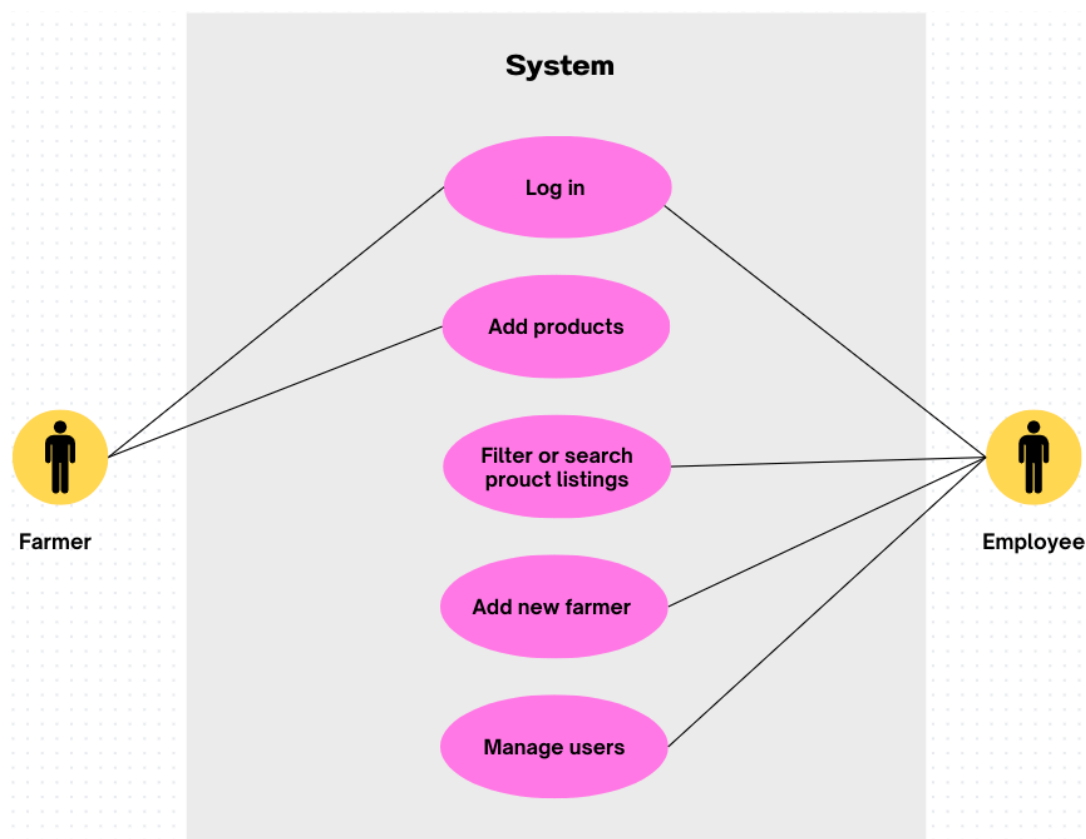 System
Log in
Add products
Filter or search
prouct listings
Farmer
Employee
Add new farmer
Manage users